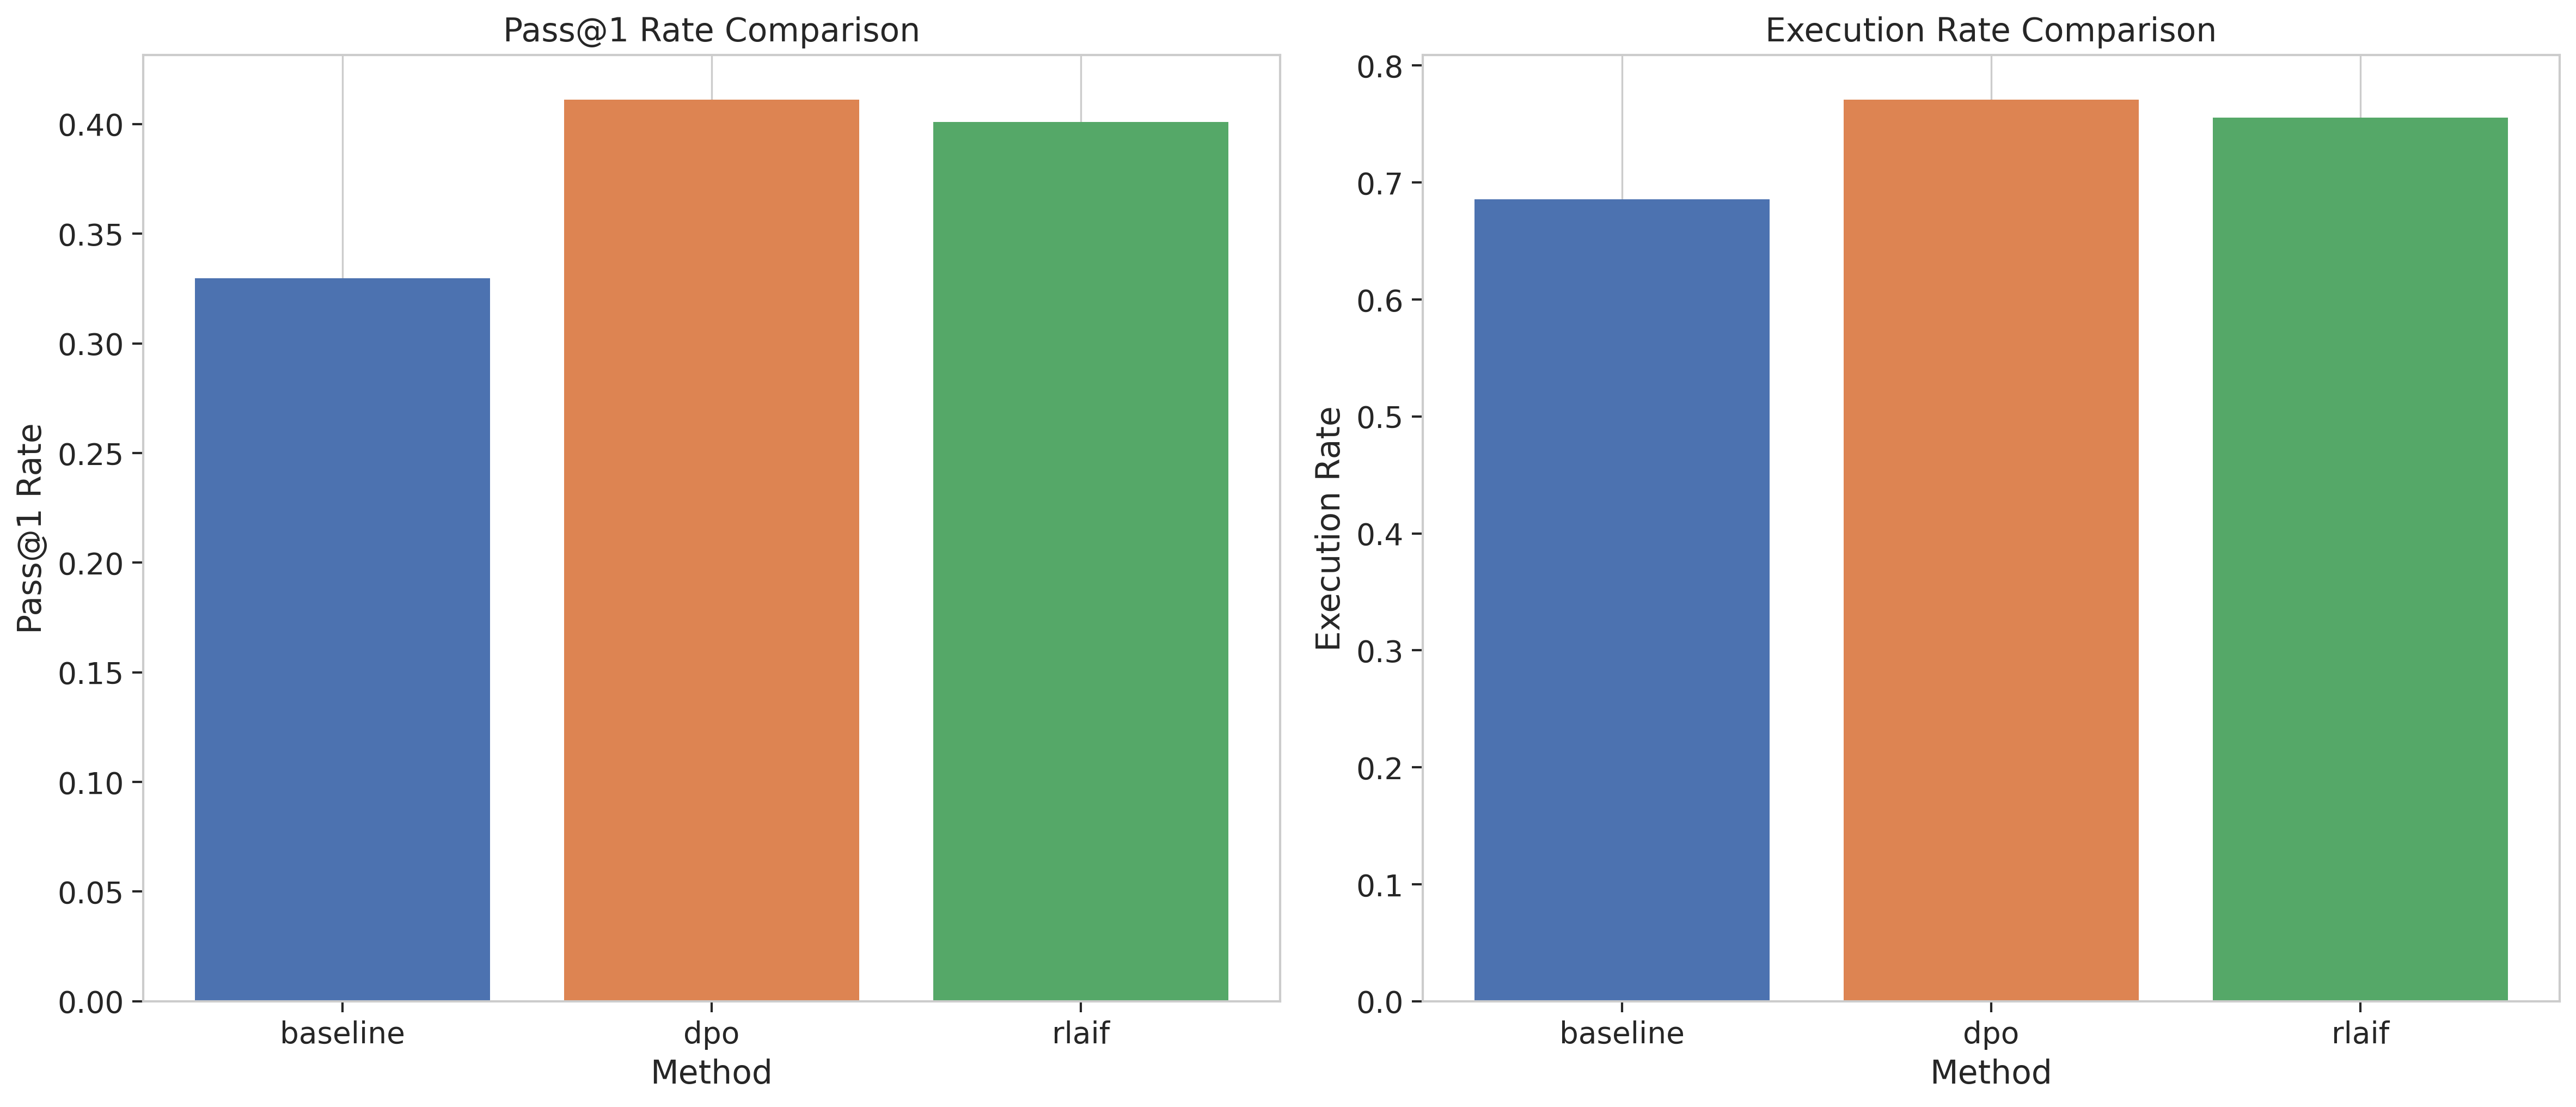 Pass@1 Rate Comparison
Pass@1 Rate
0.40
0.35
0.30
0.25
0.20
0.15
0.10
0.05
0.00
baseline dpo rlaif
Method
Execution Rate Comparison
Execution Rate
0.8
0.7
0.6
0.5
0.4
0.3
0.2
0.1
0.0
baseline dpo rlaif
Method